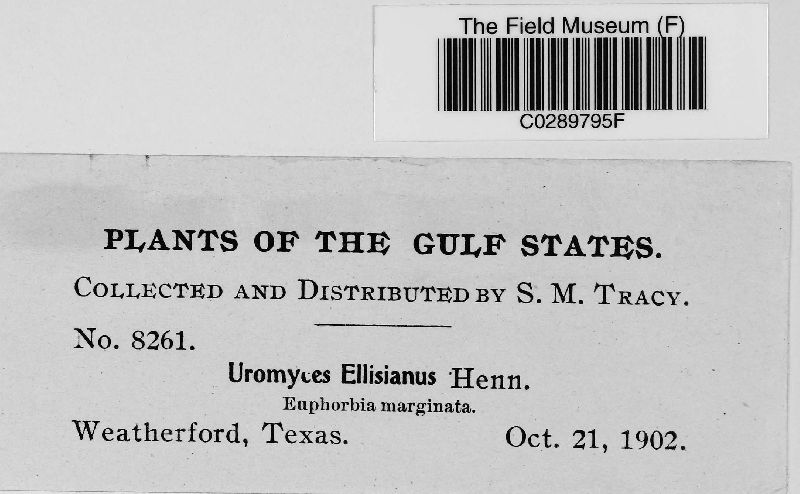 The Field Museum (F)
C0289795F
PLANTS OF THE GULF STATES.
COLLECTED AND DISTRIBUTED BY S. M. TRACY.
No. 8261.
Uromyces Ellisianus Henn.
Euphorbia marginata.
Weatherford, Texas. Oct. 21, 1902.